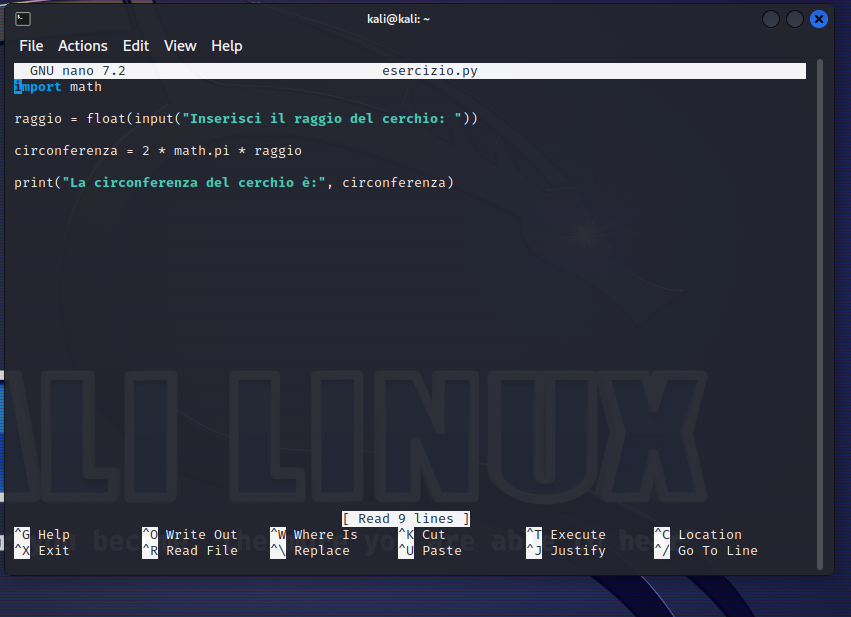 kali@kali: ~
File Actions Edit View Help
GNU nano 7.2 esercizio.py
import math
raggio = float(input("Inserisci il raggio del cerchio: "))
circonferenza = 2 * math.pi * raggio
print("La circonferenza del cerchio è:", circonferenza)
ALI LINUX
[ Read 9 lines ]
^G Help ^O Write Out ^W Where Is ^K Cut ^T Execute ^C Location
^X Exit ^R Read File ^\ Replace ^U Paste ^J Justify ^/ Go To Line